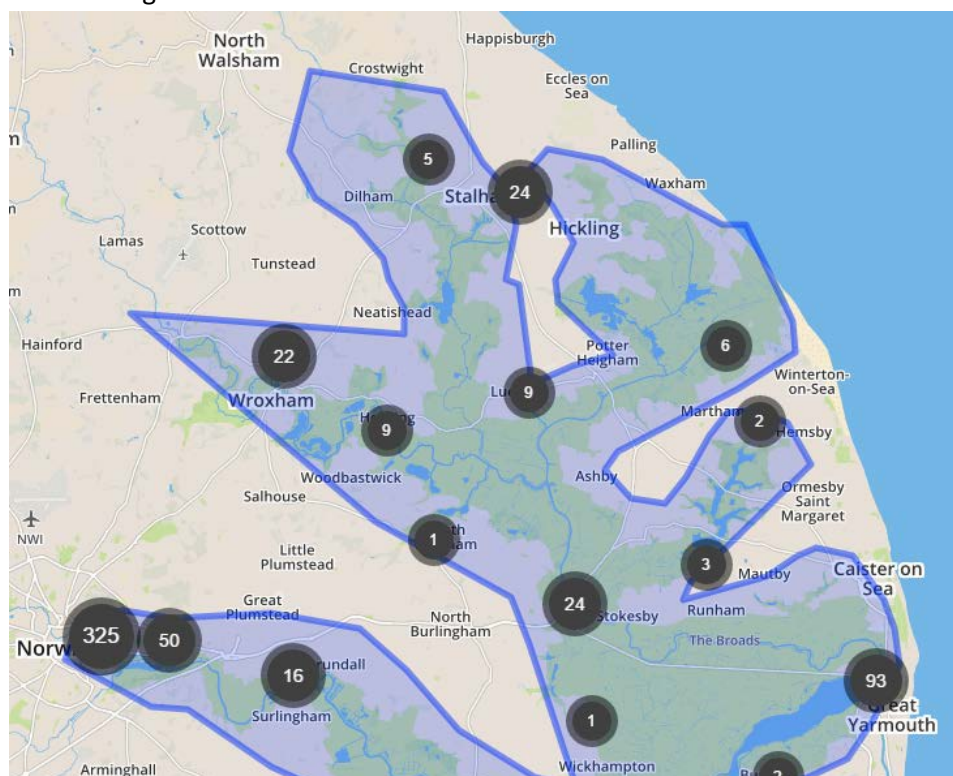 North
Walsham
Happisburgh
Crostwight
Eccles on
Sea
Palling
5
Waxham
24
Dilham
Hickling
Scottow
Lamas
Tunstead
Neatishead
Hainford
22
Potter
Heigham
6
Winterton-
on-Sea
Wroxham
9
Frettenham
Martham
2
Hemsby
9
Woodbastwick
Ashby
Ormesby
Saint
Margaret
Salhouse
NWI
1
Little
Plumstead
3
Mautby
Caister on
Sea
Great
Plumstead
24
Stokesby
Runham
North
Burlingham
The Broads
325
50
16
Surlingham
93
Great
Yarmouth
1
Wickhampton
Arminghall
2